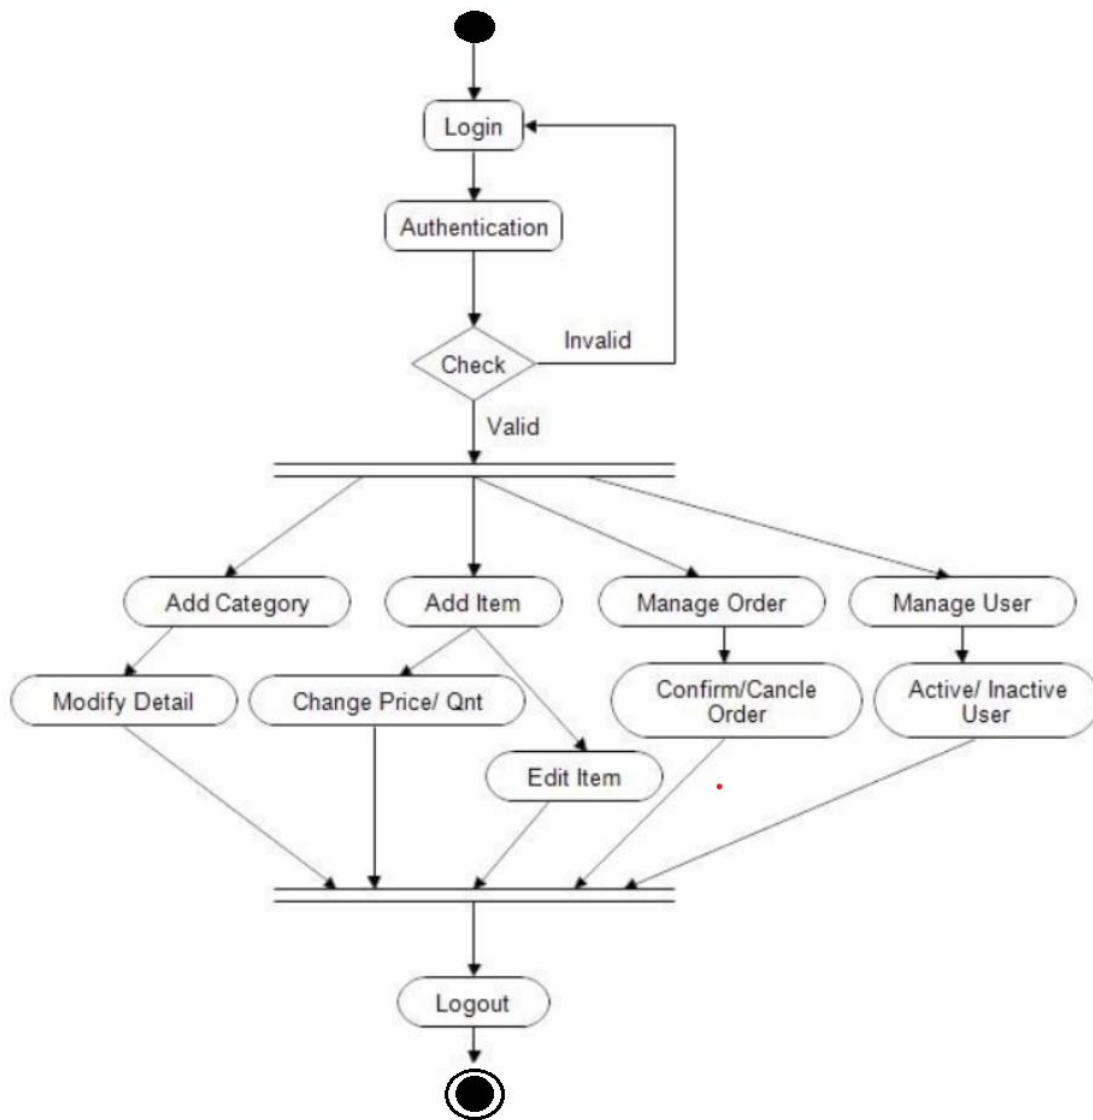 Login
Authentication
Check
Invalid
Valid
Add Category
Add Item
Manage Order
Manage User
Modify Detail
Change Price/ Qnt
Confirm/Cancle
Order
Active/ Inactive
User
Edit Item
Logout